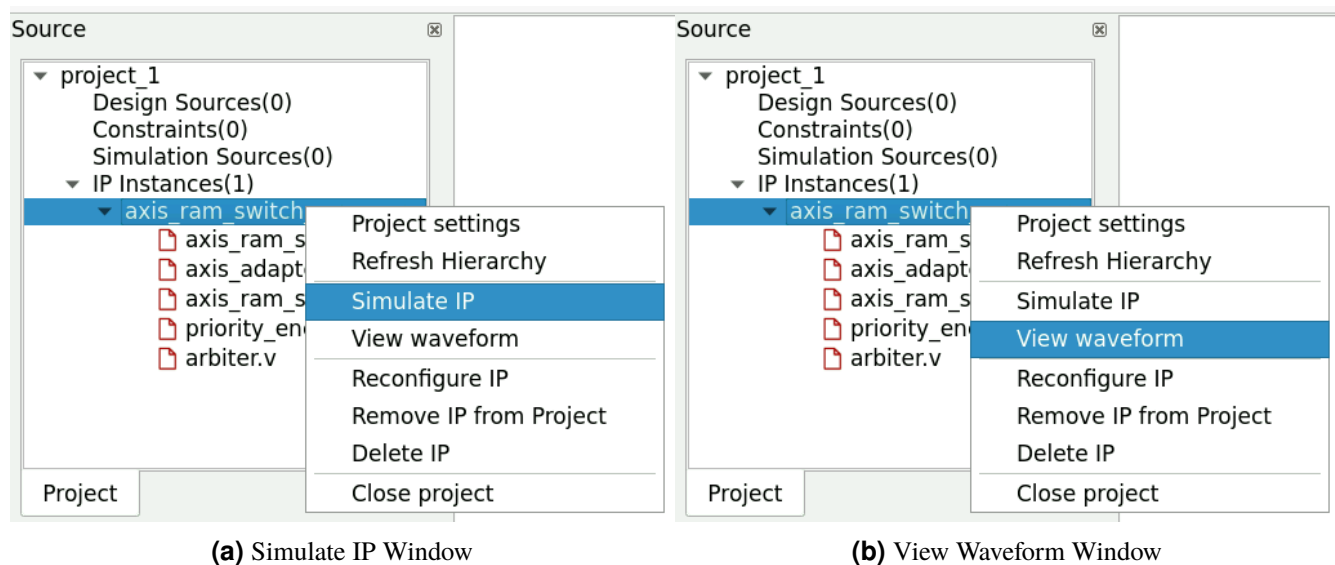 Source
project_1
Design Sources(0)
Constraints(0)
Simulation Sources(0)
IP Instances(1)
axis_ram_switch_
axis_ram_s
axis_adapt
axis_ram_s
priority_en
arbiter.v
Project settings
Refresh Hierarchy
Simulate IP
View waveform
Reconfigure IP
Remove IP from Project
Delete IP
Close project
Project
(a) Simulate IP Window
Source
project_1
Design Sources(0)
Constraints(0)
Simulation Sources(0)
IP Instances(1)
axis_ram_switch_
axis_ram_s
axis_adapt
axis_ram_s
priority_en
arbiter.v
Project settings
Refresh Hierarchy
Simulate IP
View waveform
Reconfigure IP
Remove IP from Project
Delete IP
Close project
Project
(b) View Waveform Window